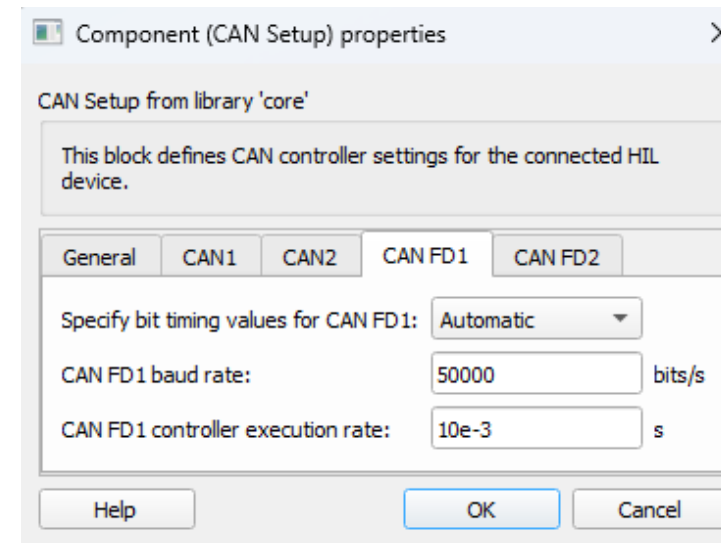 Component (CAN Setup) properties
CAN Setup from library 'core'
This block defines CAN controller settings for the connected HIL
device.
General CAN1 CAN2 CAN FD1 CAN FD2
Specify bit timing values for CAN FD1: Automatic
CAN FD1 baud rate: 50000 bits/s
CAN FD1 controller execution rate: 10e-3 s
Help OK Cancel